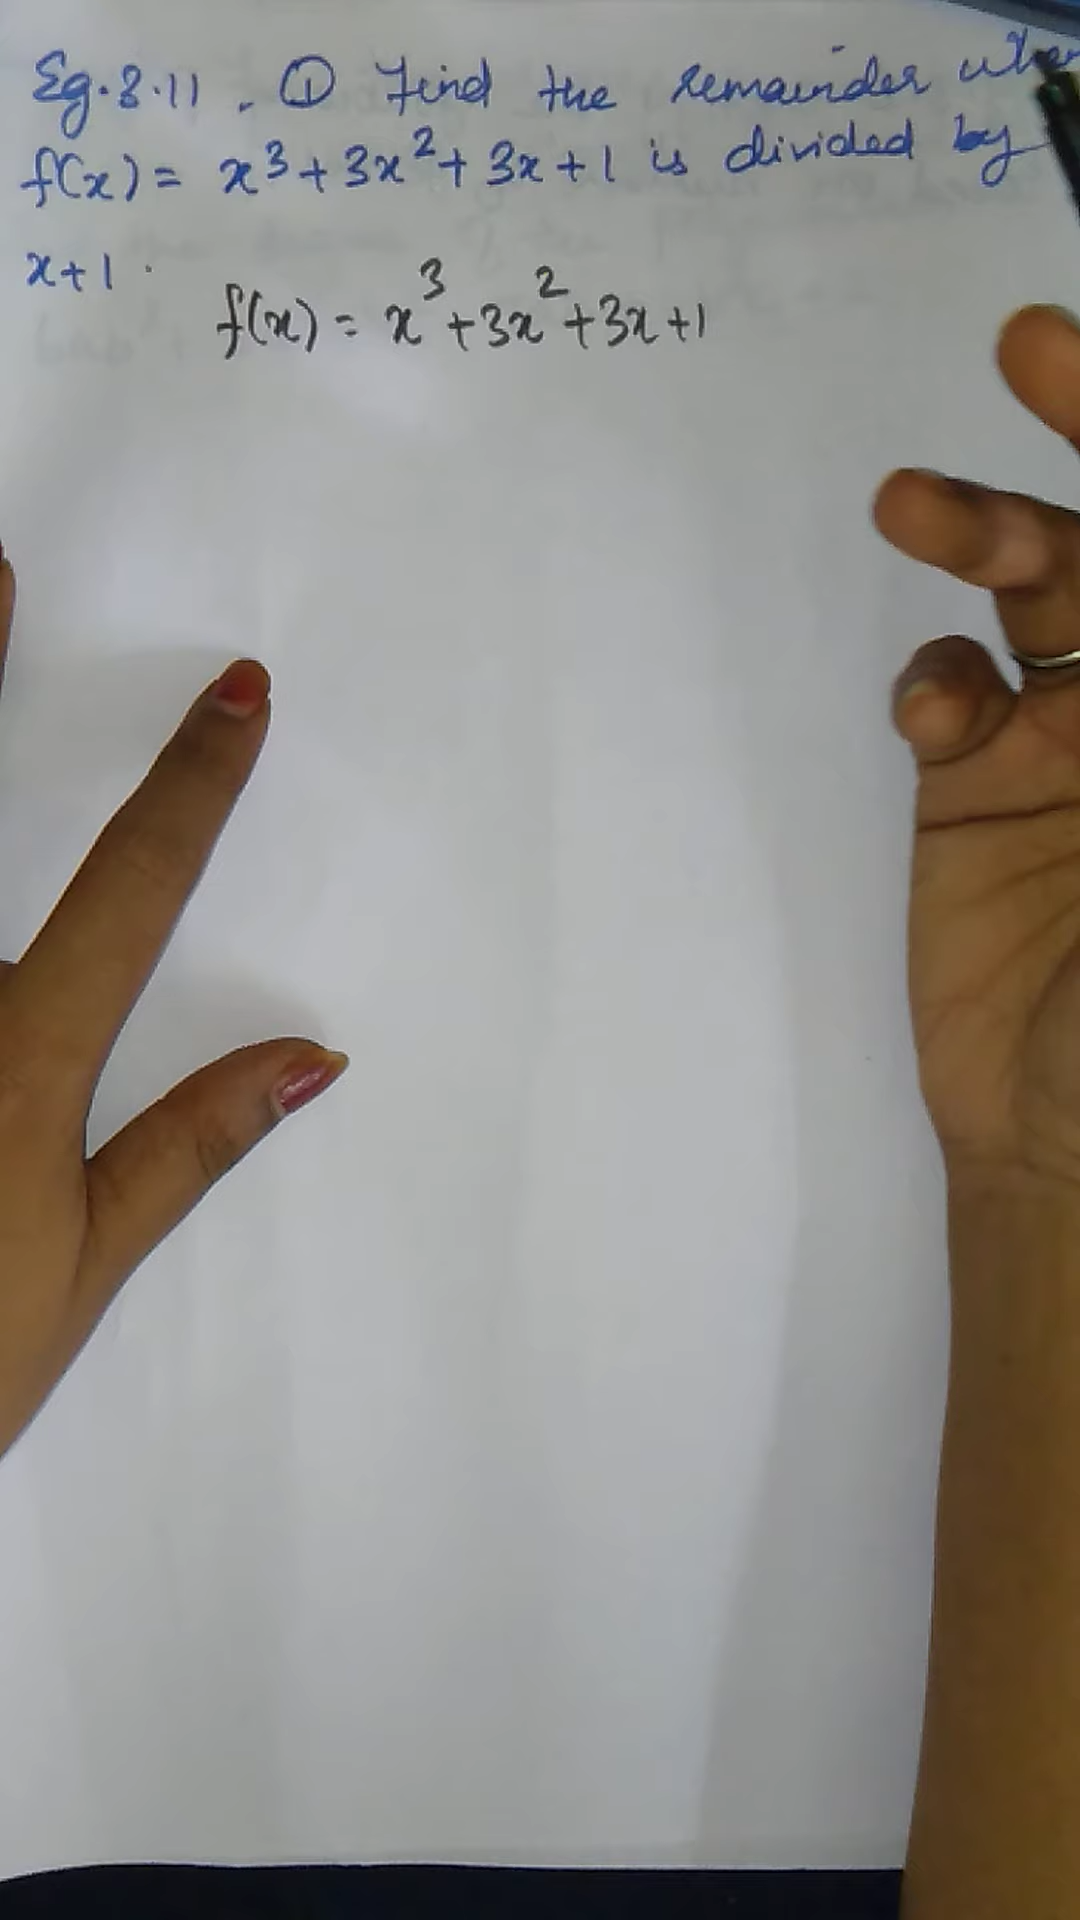 Eg.8.11. ① Find the remainder when
f(x) = x³ + 3x² + 3x + 1 is divided by
x+1.
f(x) = x³ + 3x² + 3x + 1